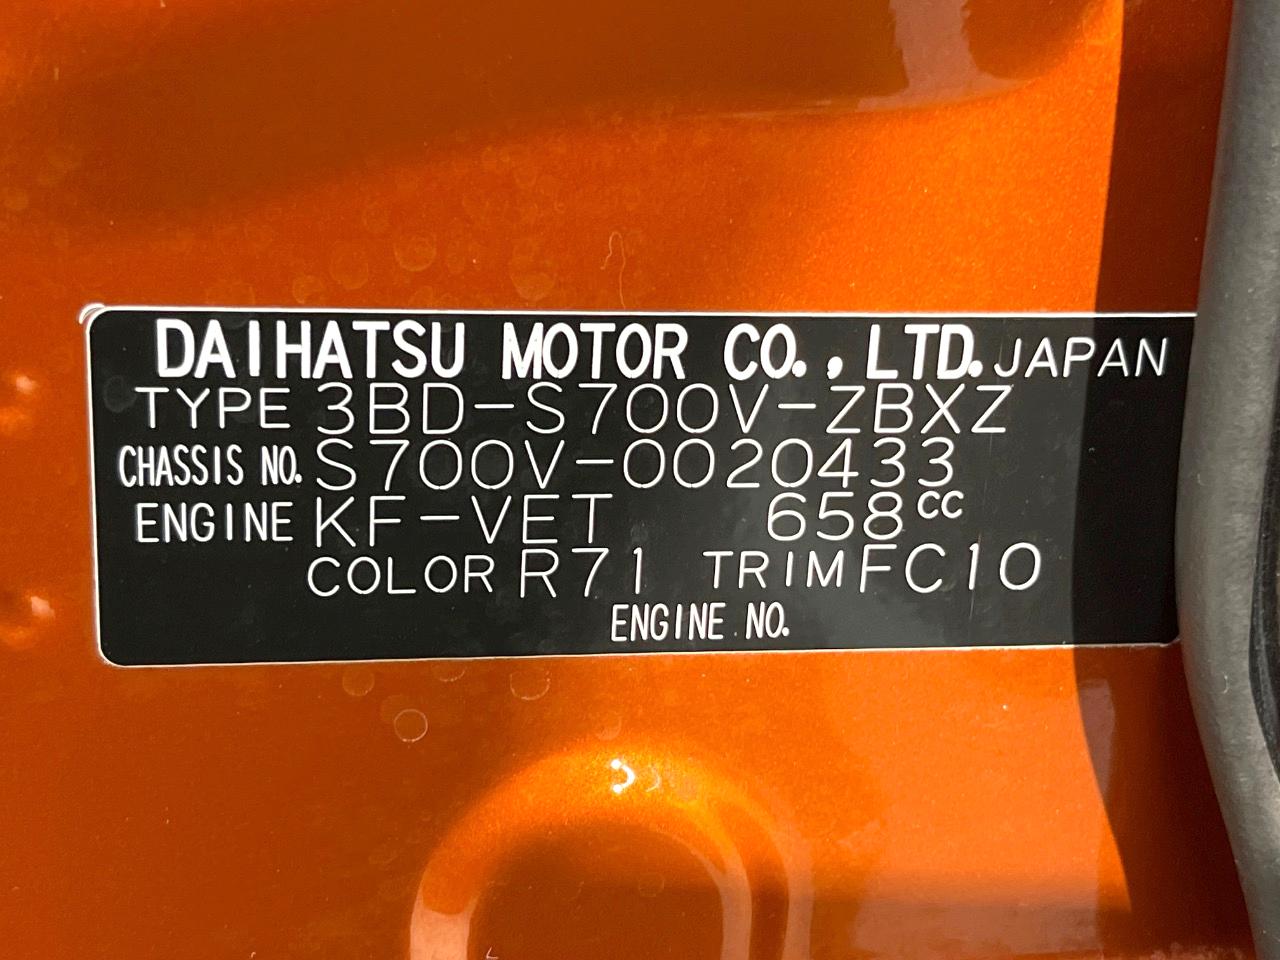 DAIHATSU MOTOR CO., LTD. JAPAN
TYPE 3BD-S700V-ZBXZ
CHASSIS NO. S700V-0020433
ENGINE KF-VET 658cc
COLOR R71 TRIM FC10
ENGINE NO.